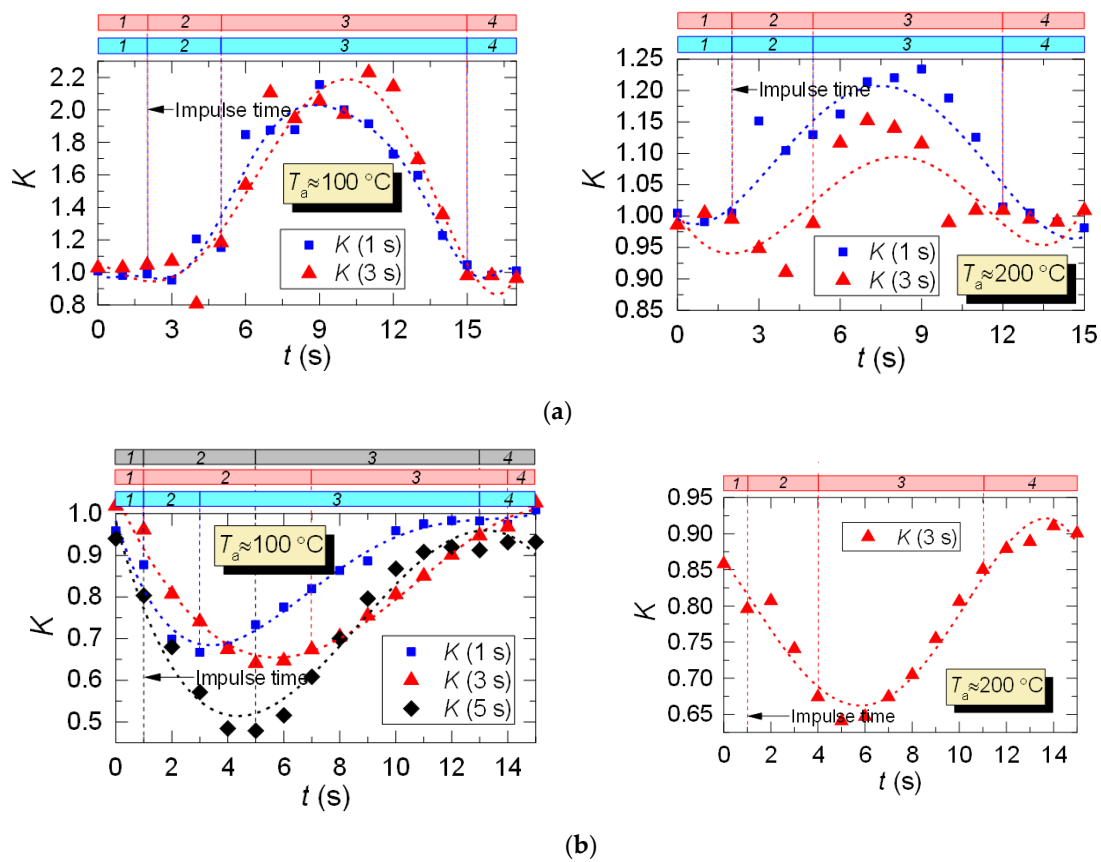 1 2 3 4
1 2 3 4
2.2
2.0
1.8
1.6
1.4
1.2
1.0
0.8
K
Impulse time
Ta≈100 °C
K (1 s)
K (3 s)
0 3 6 9 12 15
t (s)
1 2 3 4
1 2 3 4
1.25
1.20
1.15
1.10
1.05
1.00
0.95
0.90
0.85
K
Impulse time
K (1 s)
K (3 s)
Ta≈200 °C
0 3 6 9 12 15
t (s)
(a)
1 2 3 4
1 2 3 4
1 2 3 4
1.0
0.9
0.8
0.7
0.6
0.5
K
Ta≈100 °C
Impulse time
K (1 s)
K (3 s)
K (5 s)
0 2 4 6 8 10 12 14
t (s)
1 2 3 4
0.95
0.90
0.85
0.80
0.75
0.70
0.65
K
K (3 s)
Ta≈200 °C
Impulse time
0 2 4 6 8 10 12 14
t (s)
(b)